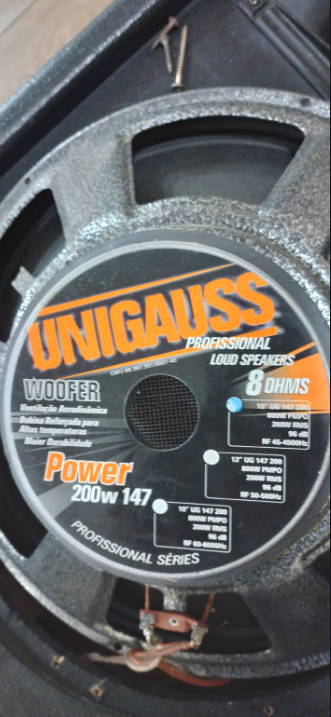 UNIGAUSS
PROFISSIONAL
LOUD SPEAKERS
8 OHMS
WOOFER
Ventilação Aerodinâmica
Bobina Reforçada para
Altas temperaturas
Maior Durabilidade
Power
200w 147
15" UG 147 200
800W PMPO
200W RMS
96 dB
RF 45-4500Hz
12" UG 147 200
800W PMPO
200W RMS
96 dB
RF 50-500Hz
10" UG 147 200
800W PMPO
200W RMS
96 dB
RF 60-6000Hz
PROFISSIONAL SÉRIES